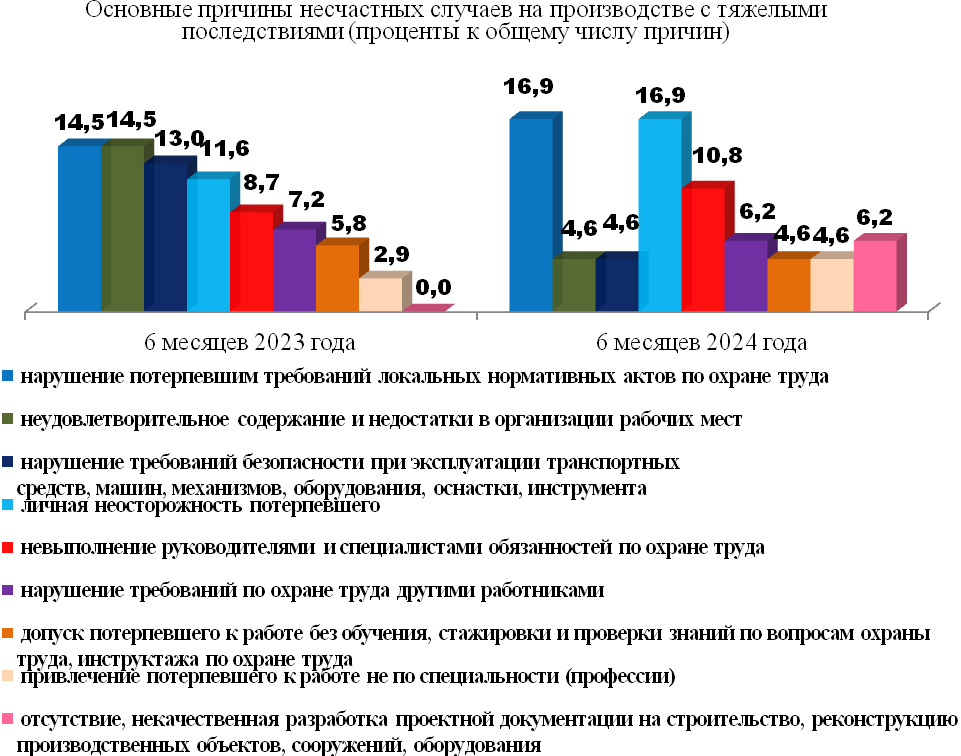 Основные причины несчастных случаев на производстве с тяжелыми
последствиями (проценты к общему числу причин)
14,5
14,5
13,0
11,6
8,7
7,2
5,8
2,9
0,0
16,9
4,6
4,6
16,9
10,8
6,2
4,6
4,6
6,2
6 месяцев 2023 года
6 месяцев 2024 года
нарушение потерпевшим требований локальных нормативных актов по охране труда
неудовлетворительное содержание и недостатки в организации рабочих мест
нарушение требований безопасности при эксплуатации транспортных
средств, машин, механизмов, оборудования, оснастки, инструмента
личная неосторожность потерпевшего
невыполнение руководителями и специалистами обязанностей по охране труда
нарушение требований по охране труда другими работниками
допуск потерпевшего к работе без обучения, стажировки и проверки знаний по вопросам охраны
труда, инструктажа по охране труда
привлечение потерпевшего к работе не по специальности (профессии)
отсутствие, некачественная разработка проектной документации на строительство, реконструкцию
производственных объектов, сооружений, оборудования